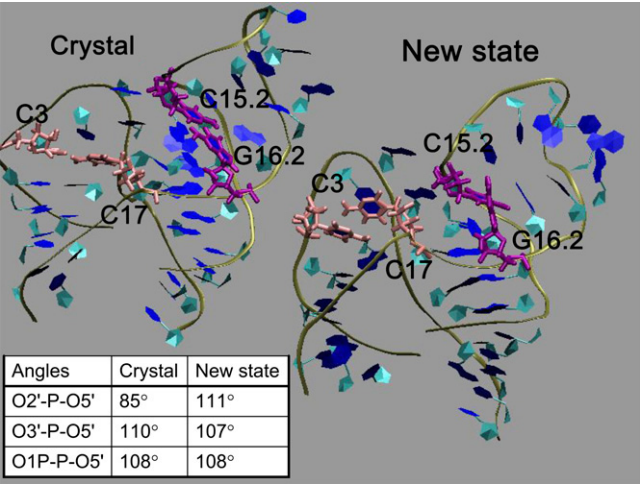 Crystal
New state
C3
C15.2
G16.2
C17
C15.2
C3
G16.2
C17
Angles Crystal New state
O2'-P-O5' 85° 111°
O3'-P-O5' 110° 107°
O1P-P-O5' 108° 108°